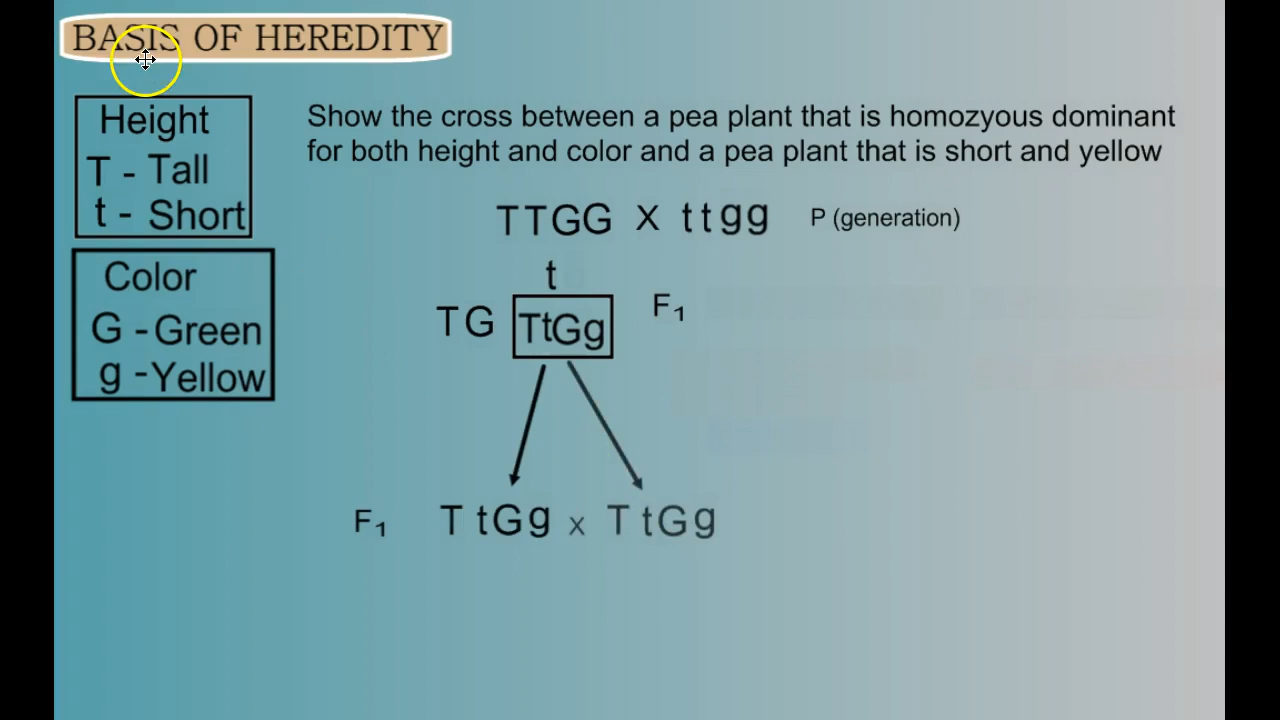 BASIS OF HEREDITY
Height
T - Tall
t - Short
Color
G - Green
g - Yellow
Show the cross between a pea plant that is homozyous dominant
for both height and color and a pea plant that is short and yellow
TTGG X ttgg P (generation)
t
TG TtGg F₁
F₁ TtGg x TtGg